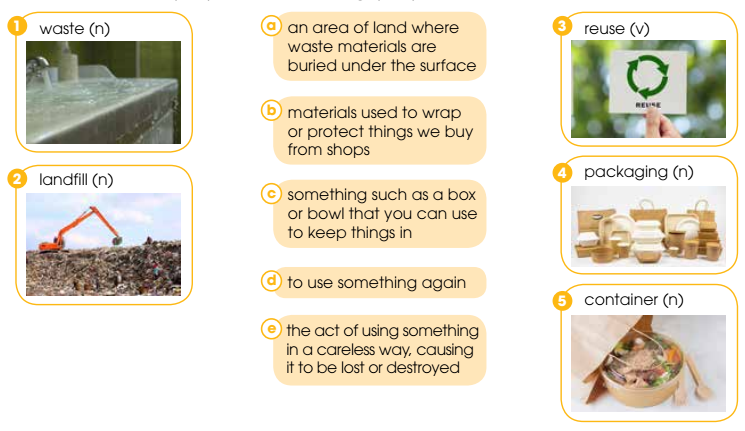 1 waste (n)
2 landfill (n)
a an area of land where
waste materials are
buried under the surface
b materials used to wrap
or protect things we buy
from shops
c something such as a box
or bowl that you can use
to keep things in
d to use something again
e the act of using something
in a careless way, causing
it to be lost or destroyed
3 reuse (v)
REUSE
4 packaging (n)
5 container (n)